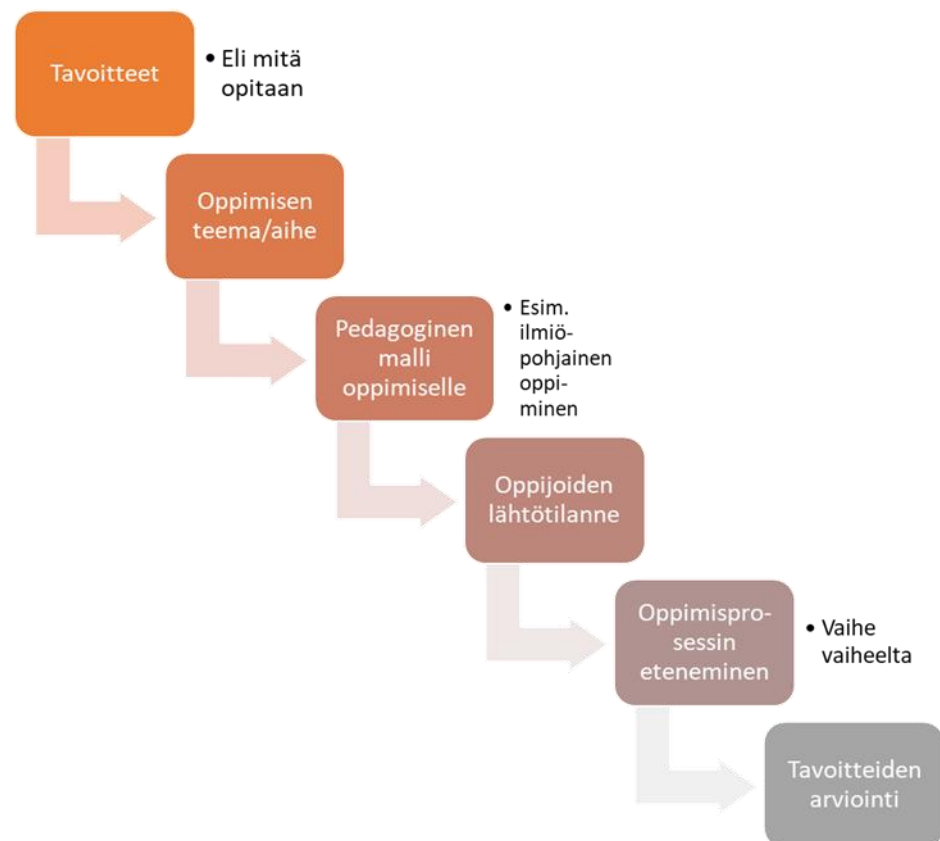 Tavoitteet
• Eli mitä
opitaan
Oppimisen
teema/aihe
Pedagoginen
malli
oppimiselle
• Esim.
ilmiö-
pohjainen
oppi-
minen
Oppijoiden
lähtötilanne
Oppimispro-
sessin
eteneminen
• Vaihe
vaiheelta
Tavoitteiden
arviointi